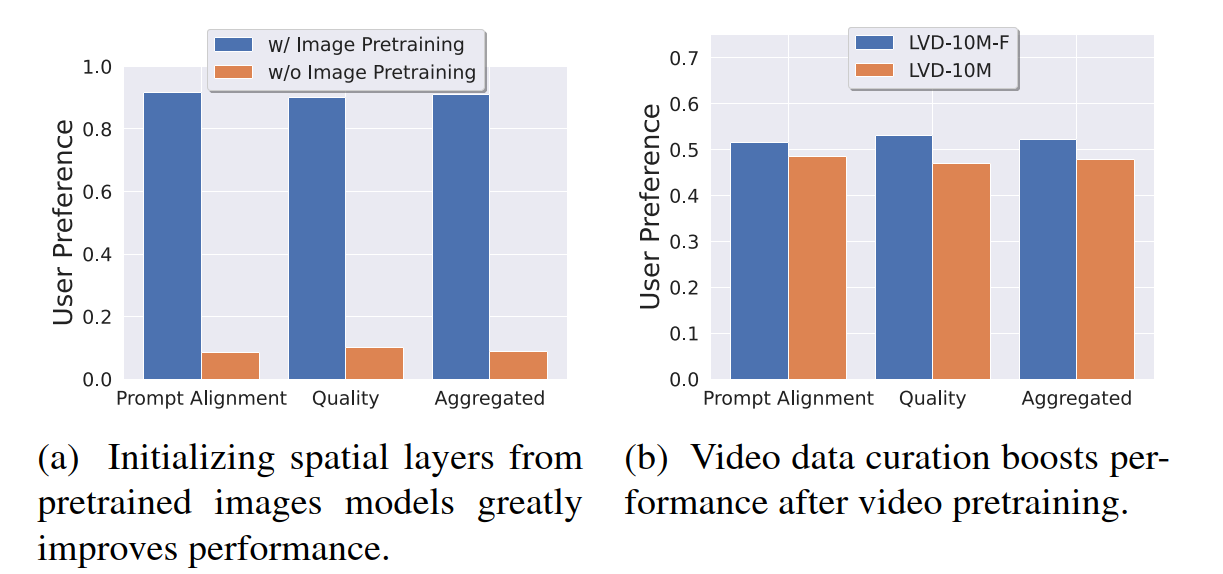 w/ Image Pretraining
w/o Image Pretraining
User Preference
1.0
0.8
0.6
0.4
0.2
0.0
Prompt Alignment Quality Aggregated
(a) Initializing spatial layers from
pretrained images models greatly
improves performance.
LVD-10M-F
LVD-10M
User Preference
0.7
0.6
0.5
0.4
0.3
0.2
0.1
0.0
Prompt Alignment Quality Aggregated
(b) Video data curation boosts per-
formance after video pretraining.